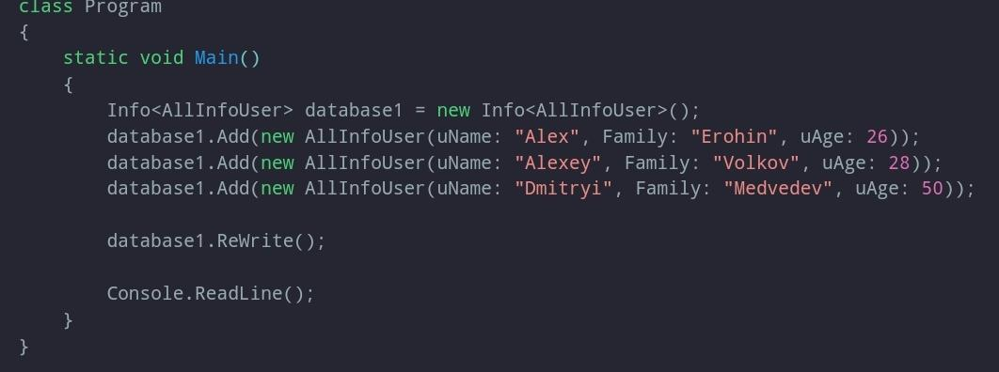 class Program
{
    static void Main()
    {
        Info<AllInfoUser> database1 = new Info<AllInfoUser>();
        database1.Add(new AllInfoUser(uName: "Alex", Family: "Erohin", uAge: 26));
        database1.Add(new AllInfoUser(uName: "Alexey", Family: "Volkov", uAge: 28));
        database1.Add(new AllInfoUser(uName: "Dmitryi", Family: "Medvedev", uAge: 50));

        database1.ReWrite();

        Console.ReadLine();
    }
}